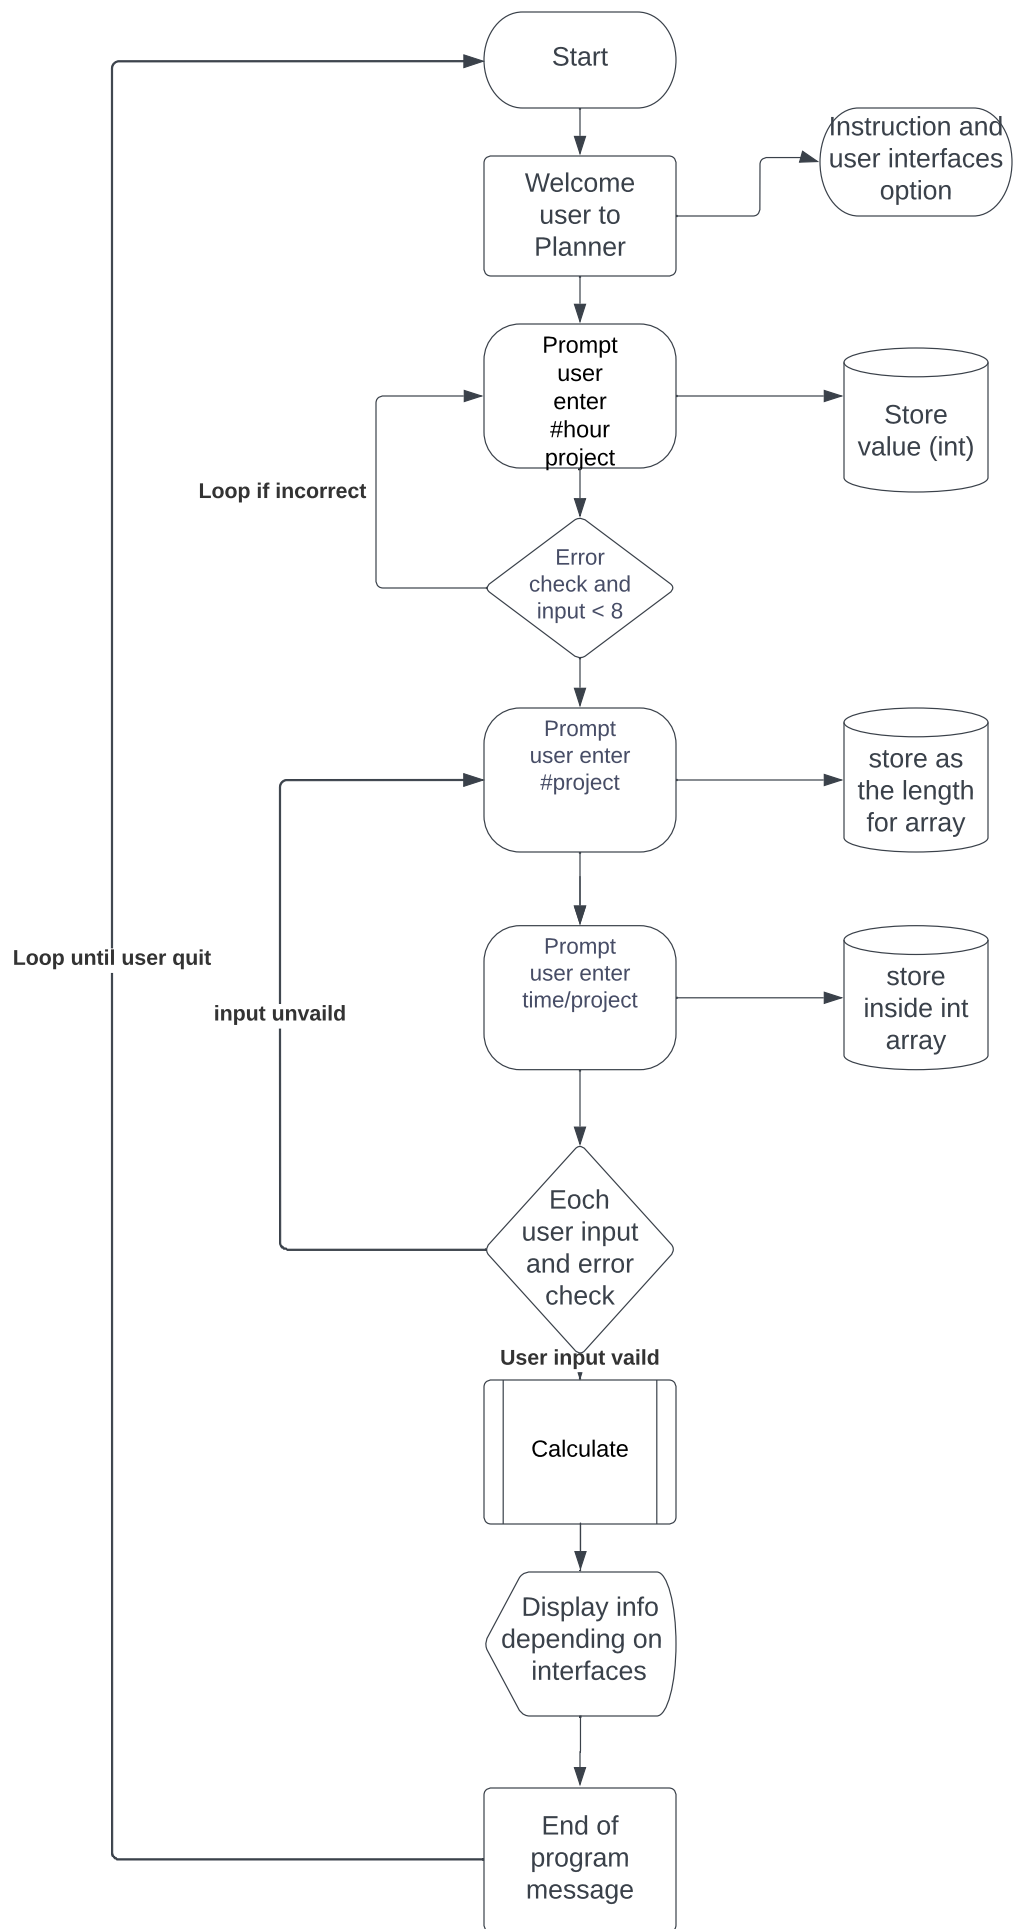 Start
Instruction and
user interfaces
option
Welcome
user to
Planner
Prompt
user
enter
#hour
project
Store
value (int)
Loop if incorrect
Error
check and
input < 8
Prompt
user enter
#project
store as
the length
for array
Loop until user quit
Prompt
user enter
time/project
store
inside int
array
input unvaild
Eoch
user input
and error
check
User input vaild
Calculate
Display info
depending on
interfaces
End of
program
message